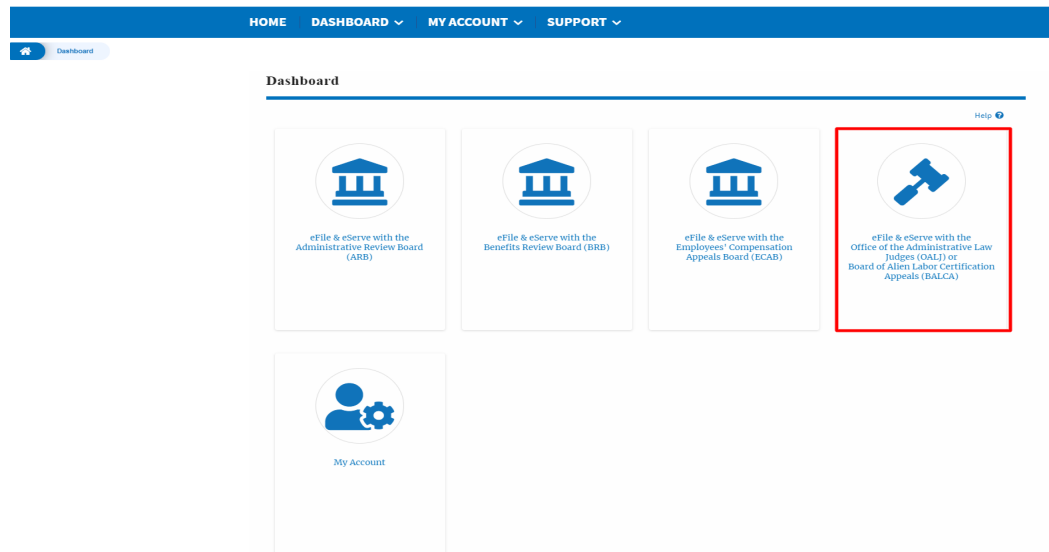 HOME DASHBOARD MY ACCOUNT SUPPORT
Dashboard
Dashboard
Help
eFile & eServe with the
Administrative Review Board
(ARB)
eFile & eServe with the
Benefits Review Board (BRB)
eFile & eServe with the
Employees' Compensation
Appeals Board (ECAB)
eFile & eServe with the
Office of the Administrative Law
Judges (OALJ) or
Board of Alien Labor Certification
Appeals (BALCA)
My Account